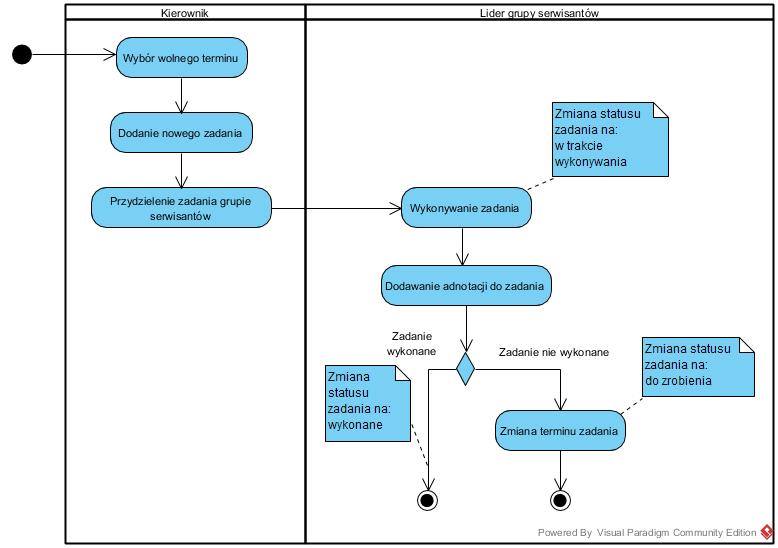 Kierownik
Lider grupy serwisantów
Wybór wolnego terminu
Dodanie nowego zadania
Przydzielenie zadania grupie
serwisantów
Zmiana statusu
zadania na:
w trakcie
wykonywania
Wykonywanie zadania
Dodawanie adnotacji do zadania
Zadanie
wykonane
Zadanie nie wykonane
Zmiana statusu
zadania na:
do zrobienia
Zmiana
statusu
zadania na:
wykonane
Zmiana terminu zadania
Powered By Visual Paradigm Community Edition